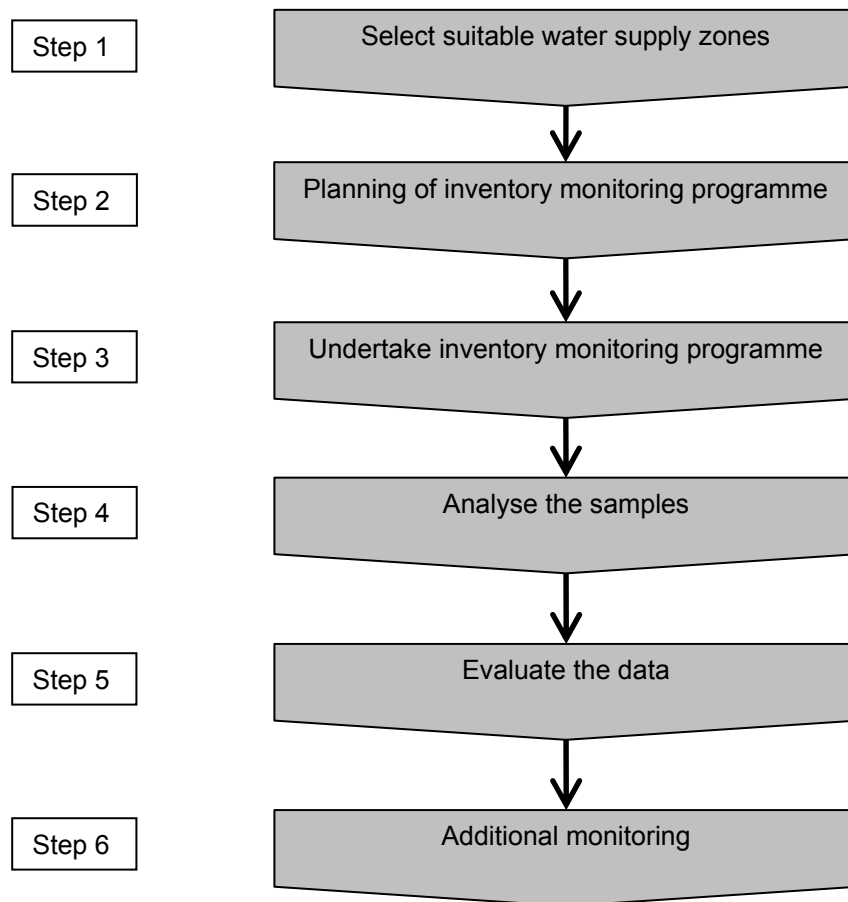 Step 1
Select suitable water supply zones
Step 2
Planning of inventory monitoring programme
Step 3
Undertake inventory monitoring programme
Step 4
Analyse the samples
Step 5
Evaluate the data
Step 6
Additional monitoring